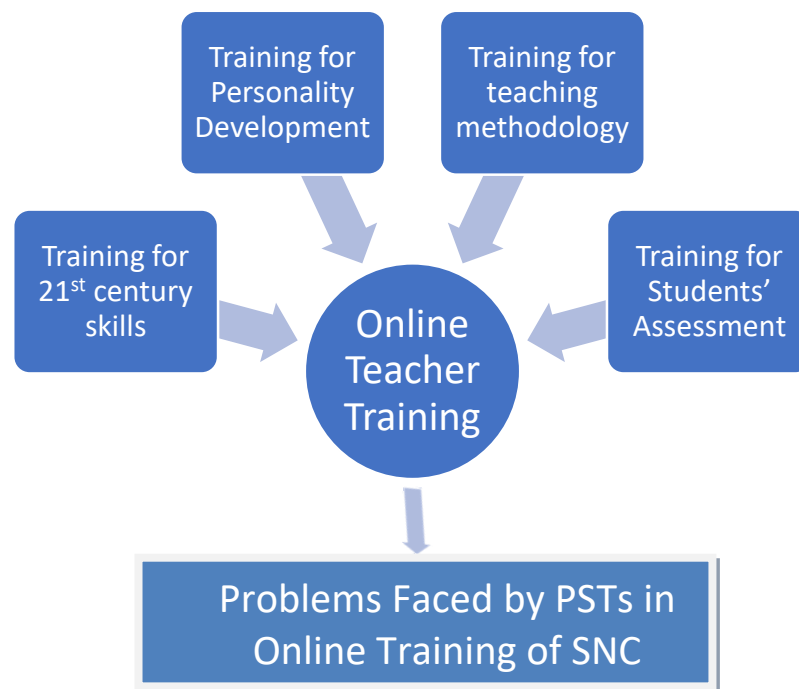 Training for
Personality
Development
Training for
teaching
methodology
Training for
21st century
skills
Training for
Students’
Assessment
Online
Teacher
Training
Problems Faced by PSTs in
Online Training of SNC